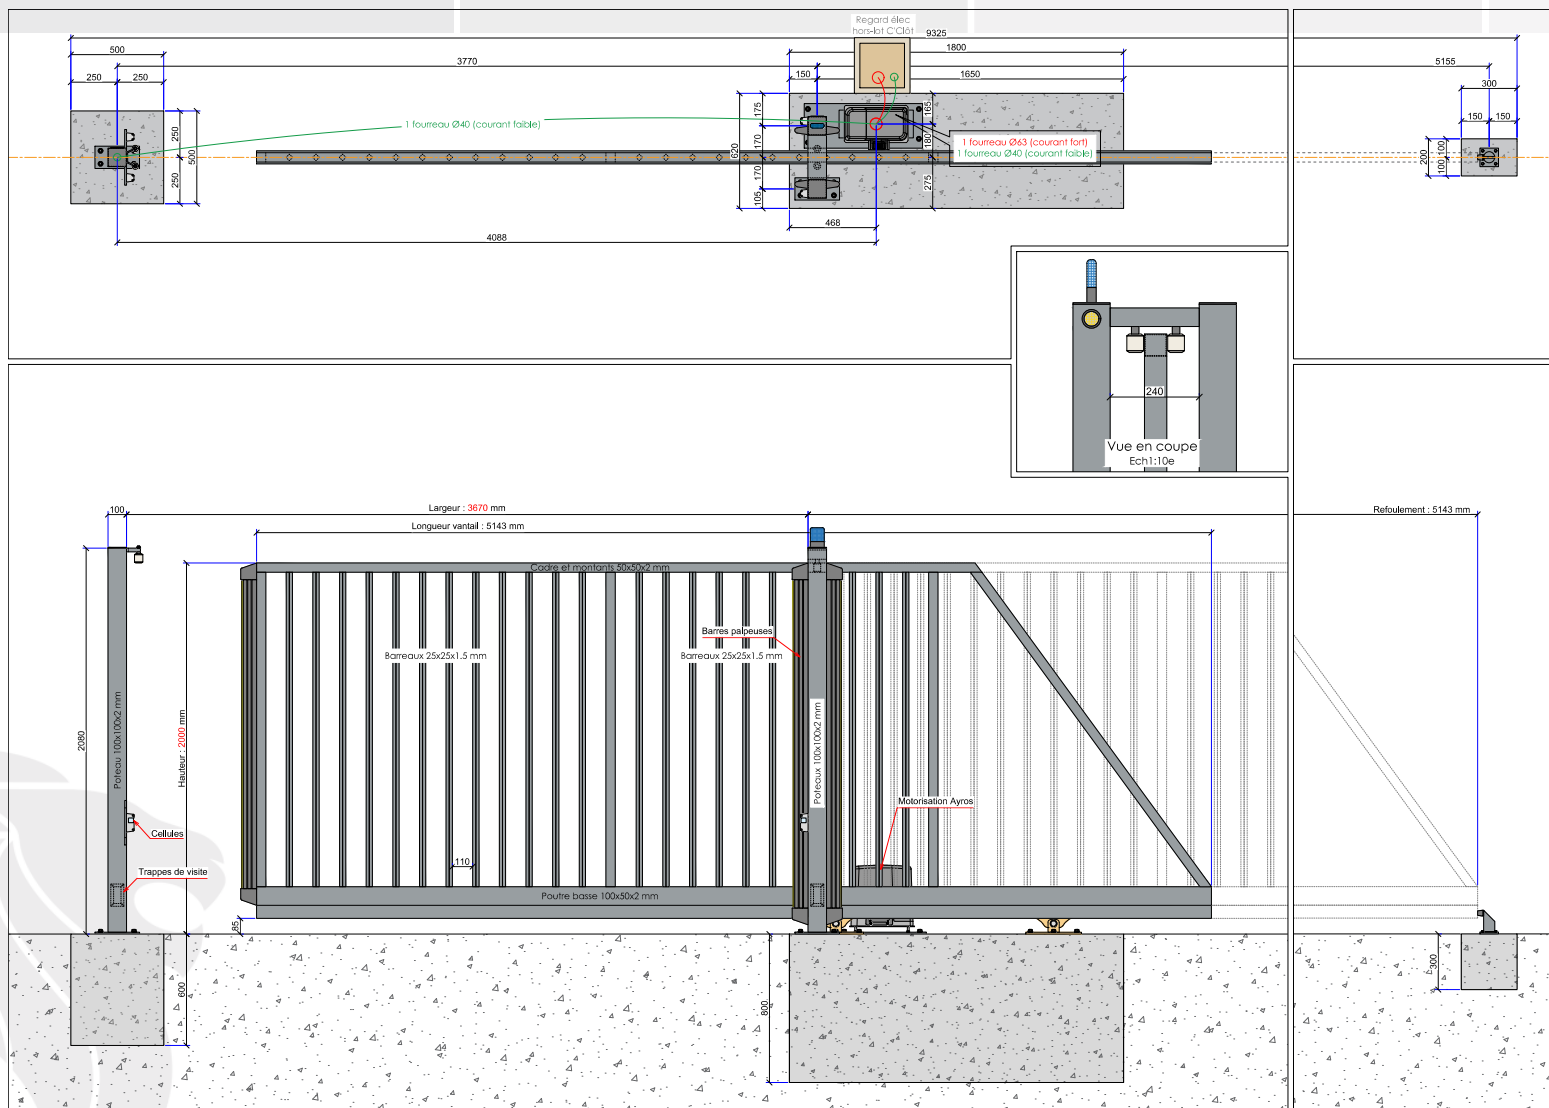 Regard élec
hors-lot C'Clôt
9325
500
1800
3770
5155
250
250
150
1650
300
150
150
175
165
1 fourreau Ø40 (courant faible)
250
500
250
620
170
170
105
180
275
1 fourreau Ø63 (courant fort)
1 fourreau Ø40 (courant faible)
200
100
100
468
4088
240
Vue en coupe
Ech1:10e
100
Largeur : 3670 mm
Refoulement : 5143 mm
Longueur vantail : 5143 mm
Cadre et montants 50x50x2 mm
Barres palpeuses
Barreaux 25x25x1.5 mm
Barreaux 25x25x1.5 mm
2080
Poteau 100x100x2 mm
Hauteur : 2000 mm
Poteaux 100x100x2 mm
Motorisation Ayros
Cellules
110
Trappes de visite
Poutre basse 100x50x2 mm
85
600
800
300